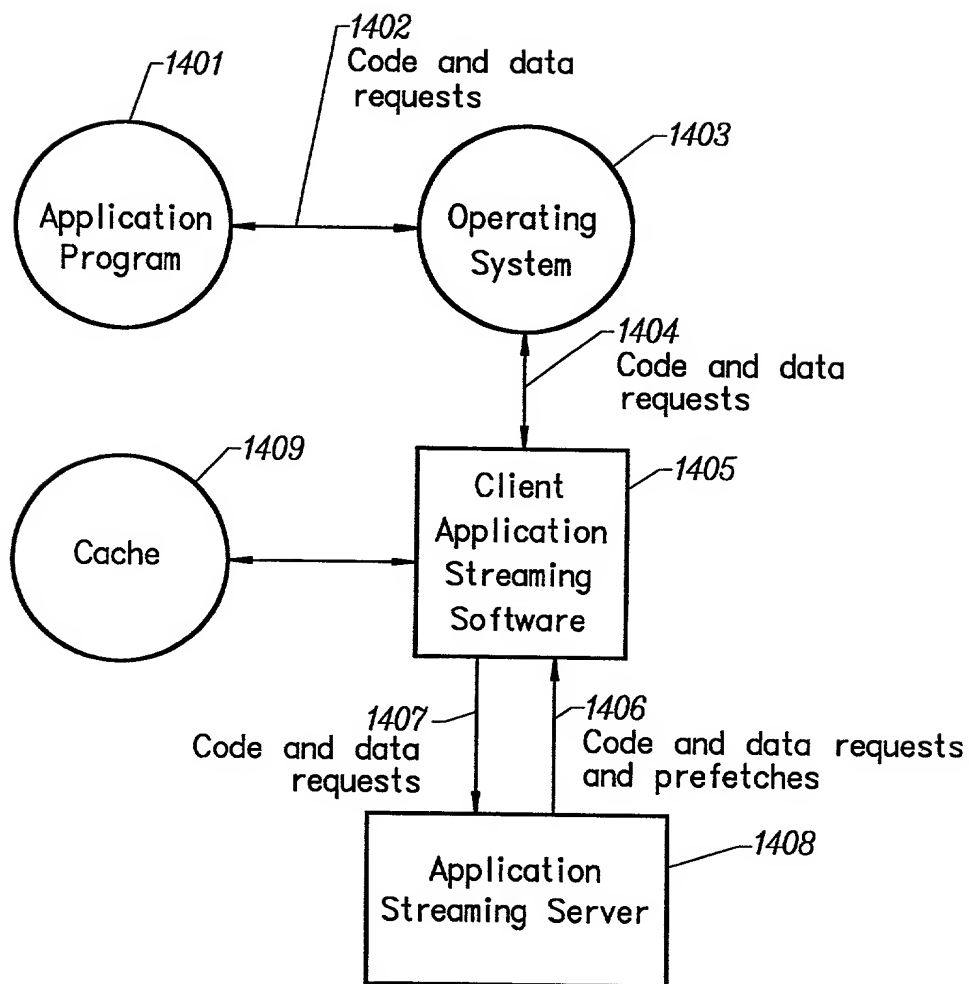 1402
Code and data
requests
1401
1403
Application
Program
Operating
System
1404
Code and data
requests
1409
1405
Client
Application
Streaming
Software
Cache
1407
Code and data
requests
1406
Code and data requests
and prefetches
1408
Application
Streaming Server